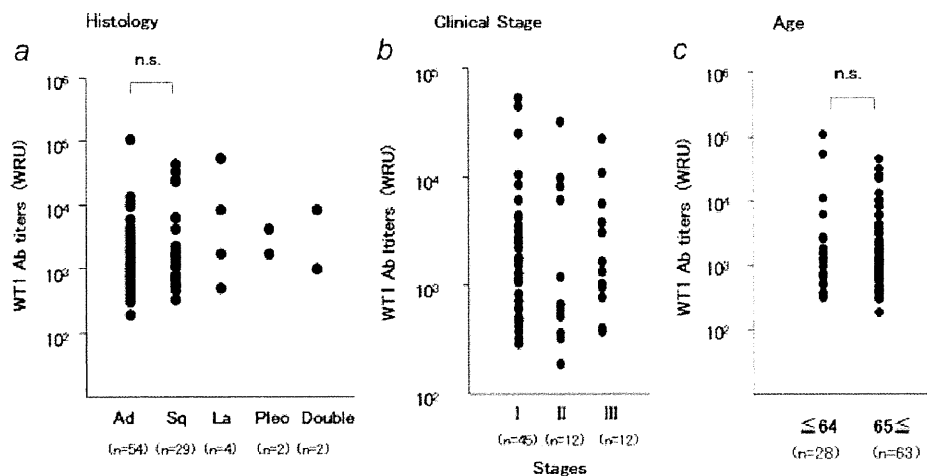 Histology
a
n.s.
10⁶
10⁵
10⁴
10³
10²
WT1 Ab titers (WRU)
Ad Sq La Pleo Double
(n=54) (n=29) (n=4) (n=2) (n=2)
Clinical Stage
b
10⁵
10⁴
10³
10²
WT1 Ab ltiters (WRU)
I II III
(n=45) (n=12) (n=12)
Stages
Age
c
n.s.
10⁶
10⁵
10⁴
10³
10²
WT1 Ab titers (WRU)
≦64 65≦
(n=28) (n=63)